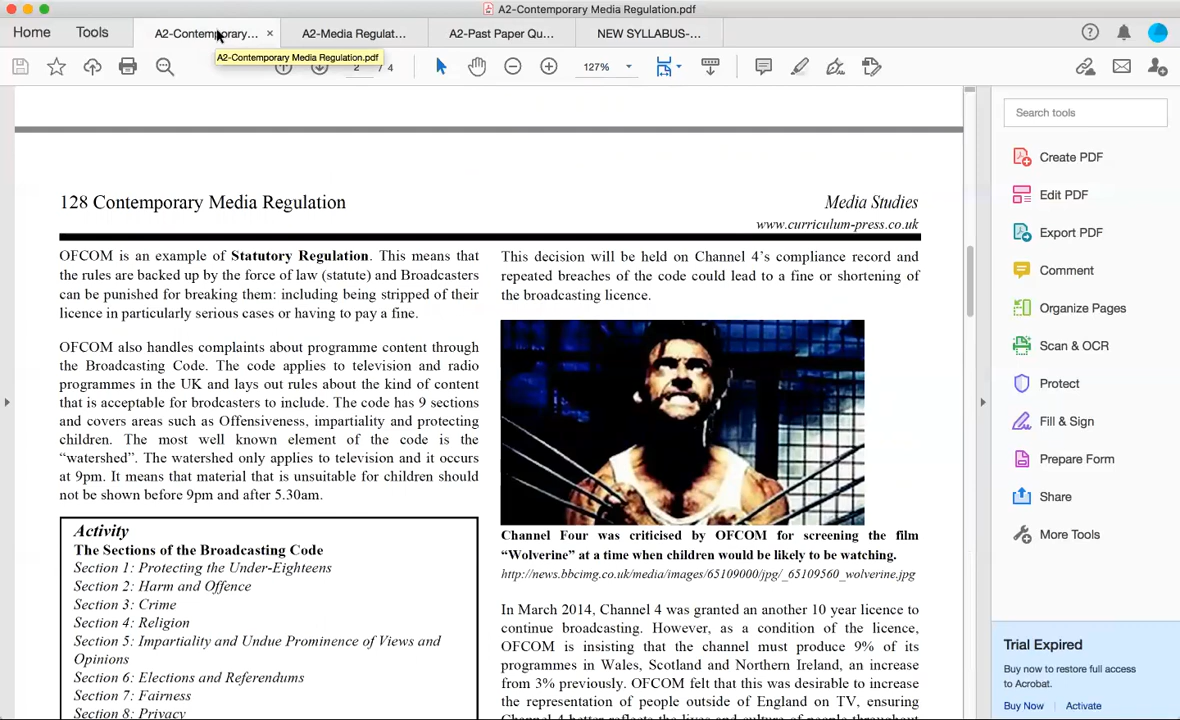 A2-Contemporary Media Regulation.pdf
Home
Tools
A2-Contemporary...
A2-Media Regulat...
A2-Past Paper Qu...
NEW SYLLABUS-...
A2-Contemporary Media Regulation.pdf
2 / 4
127%
Search tools
Create PDF
Edit PDF
Export PDF
Comment
Organize Pages
Scan & OCR
Protect
Fill & Sign
Prepare Form
Share
More Tools
Trial Expired
Buy now to restore full access
to Acrobat.
Buy Now
Activate
128 Contemporary Media Regulation
Media Studies
www.curriculum-press.co.uk
OFCOM is an example of Statutory Regulation. This means that
the rules are backed up by the force of law (statute) and Broadcasters
can be punished for breaking them: including being stripped of their
licence in particularly serious cases or having to pay a fine.
OFCOM also handles complaints about programme content through
the Broadcasting Code. The code applies to television and radio
programmes in the UK and lays out rules about the kind of content
that is acceptable for brodcasters to include. The code has 9 sections
and covers areas such as Offensiveness, impartiality and protecting
children. The most well known element of the code is the
“watershed”. The watershed only applies to television and it occurs
at 9pm. It means that material that is unsuitable for children should
not be shown before 9pm and after 5.30am.
Activity
The Sections of the Broadcasting Code
Section 1: Protecting the Under-Eighteens
Section 2: Harm and Offence
Section 3: Crime
Section 4: Religion
Section 5: Impartiality and Undue Prominence of Views and
Opinions
Section 6: Elections and Referendums
Section 7: Fairness
Section 8: Privacy
This decision will be held on Channel 4’s compliance record and
repeated breaches of the code could lead to a fine or shortening of
the broadcasting licence.
Channel Four was criticised by OFCOM for screening the film
“Wolverine” at a time when children would be likely to be watching.
http://news.bbcimg.co.uk/media/images/65109000/jpg/_65109560_wolverine.jpg
In March 2014, Channel 4 was granted an another 10 year licence to
continue broadcasting. However, as a condition of the licence,
OFCOM is insisting that the channel must produce 9% of its
programmes in Wales, Scotland and Northern Ireland, an increase
from 3% previously. OFCOM felt that this was desirable to increase
the representation of people outside of England on TV, ensuring
Channel 4 better reflects the lives and culture of people throughout